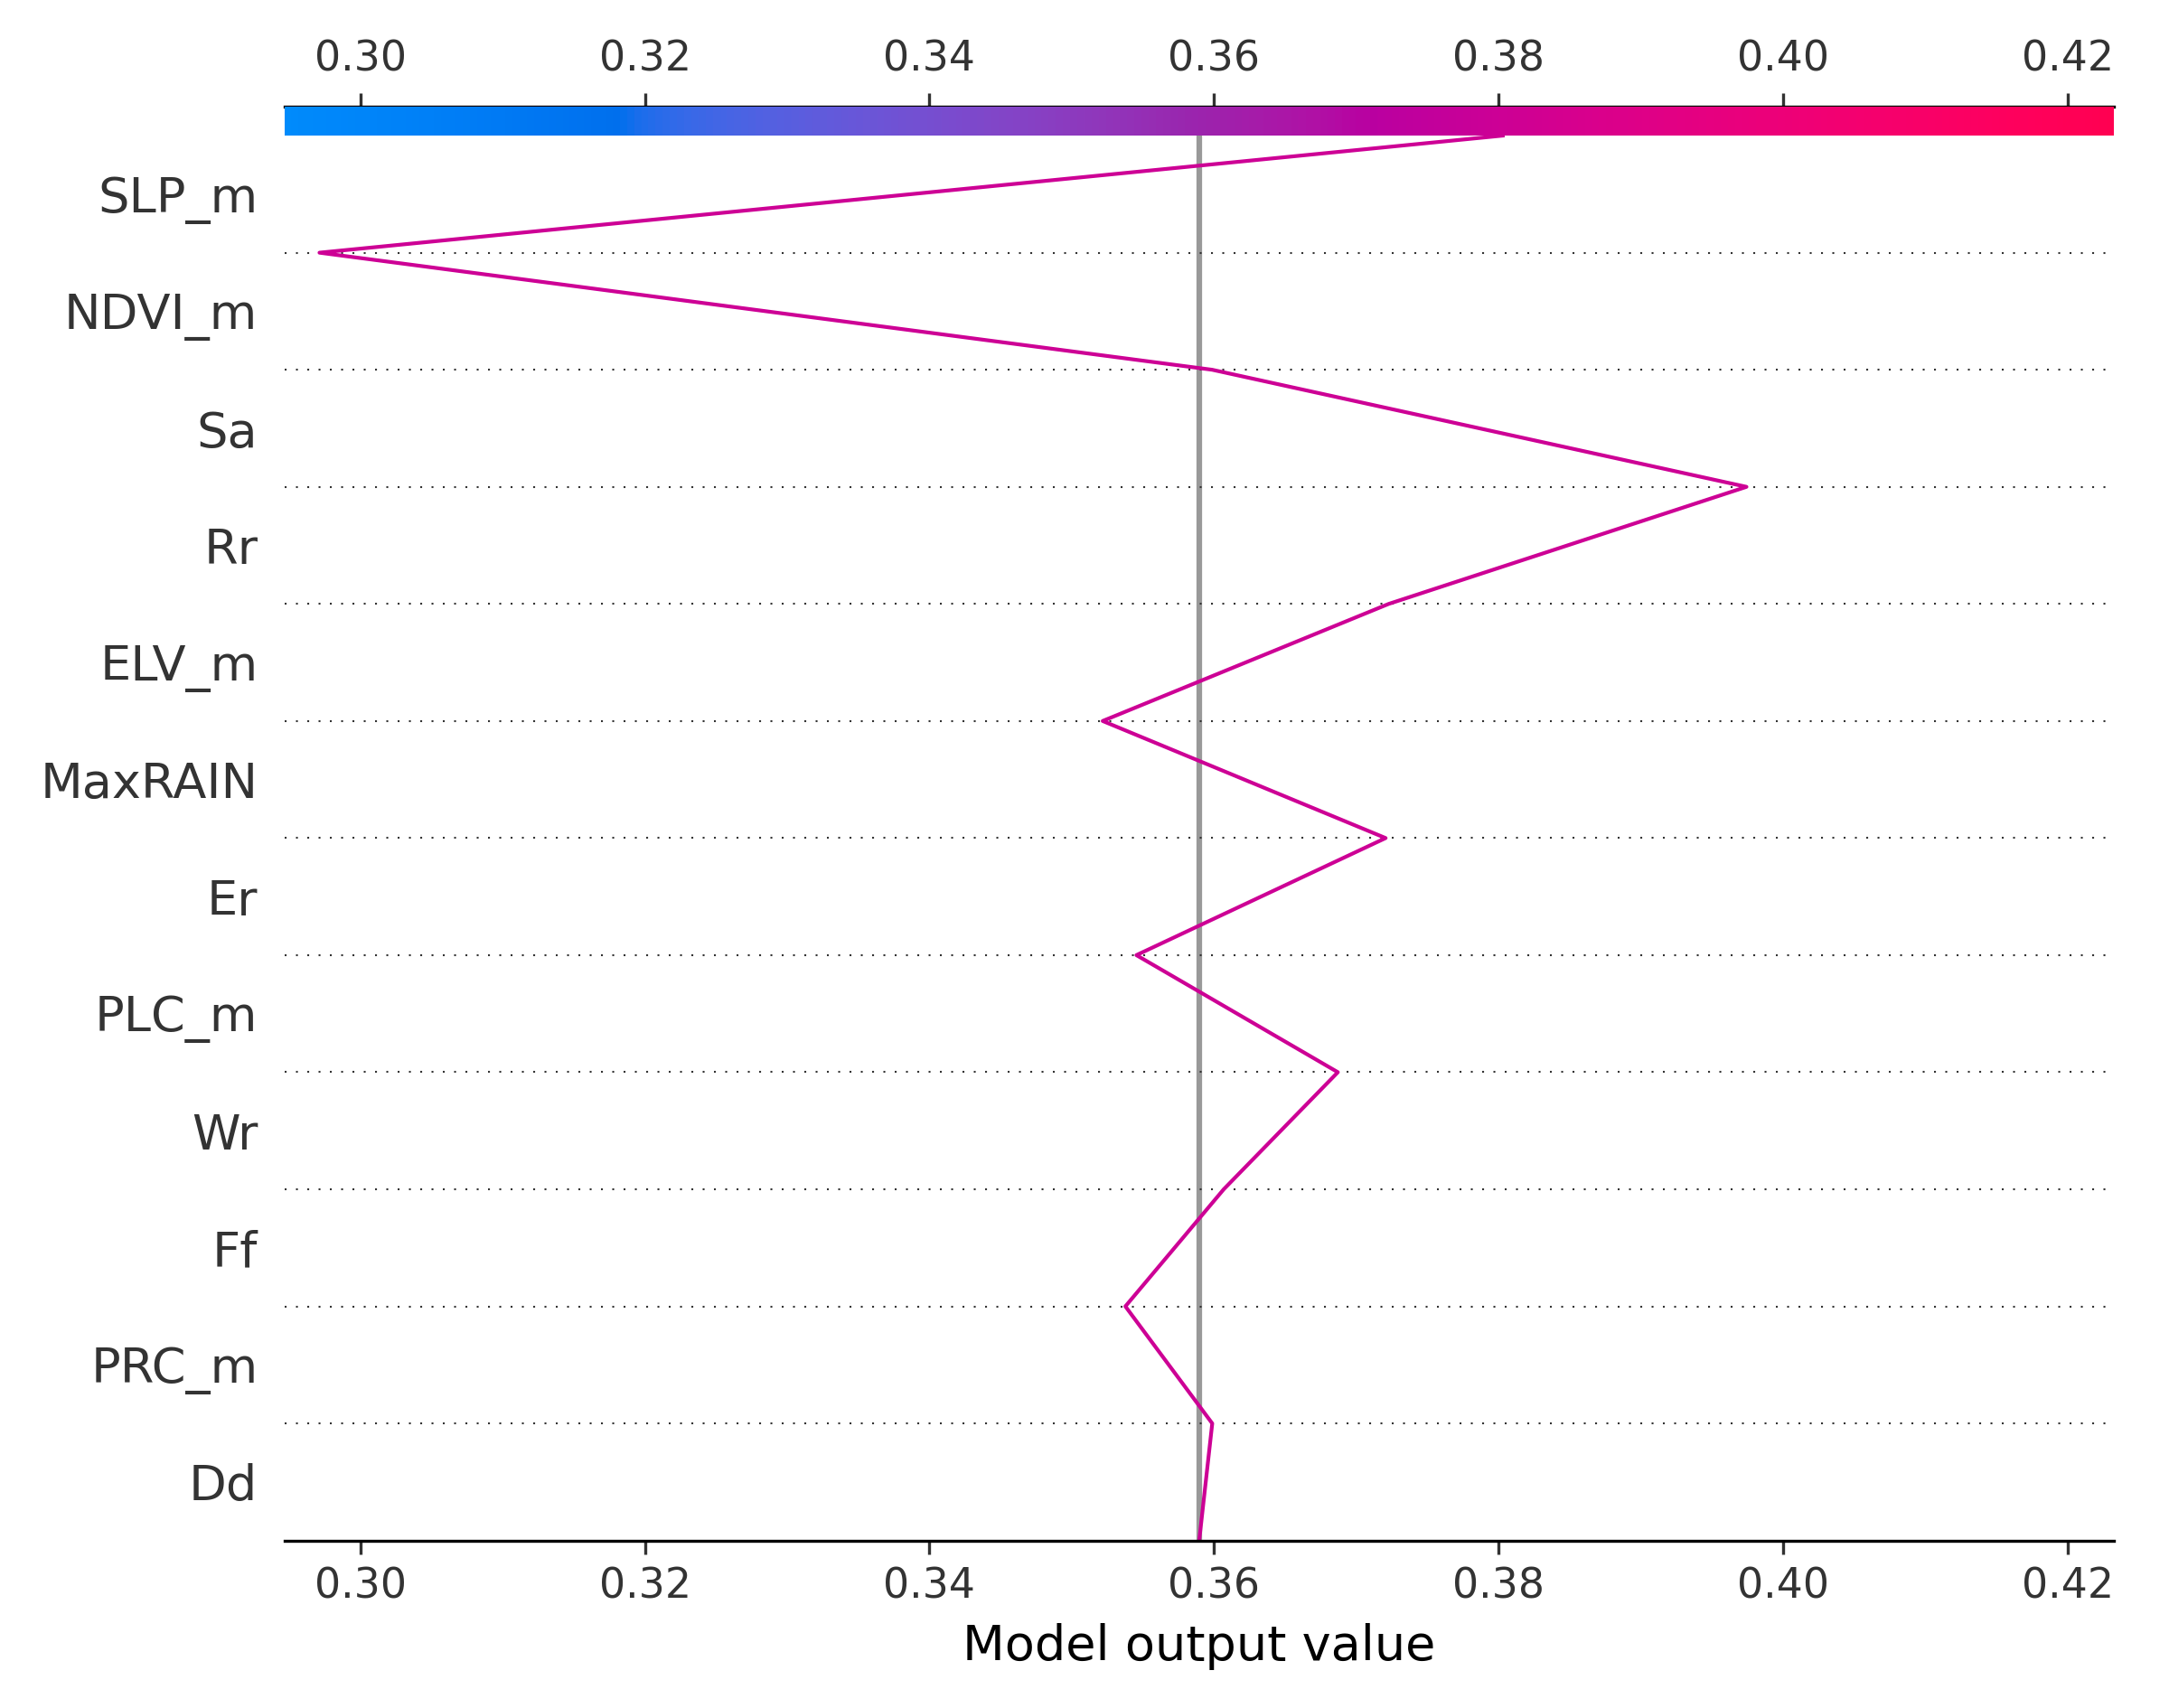 0.30 0.32 0.34 0.36 0.38 0.40 0.42
SLP_m
NDVI_m
Sa
Rr
ELV_m
MaxRAIN
Er
PLC_m
Wr
Ff
PRC_m
Dd
0.30 0.32 0.34 0.36 0.38 0.40 0.42
Model output value